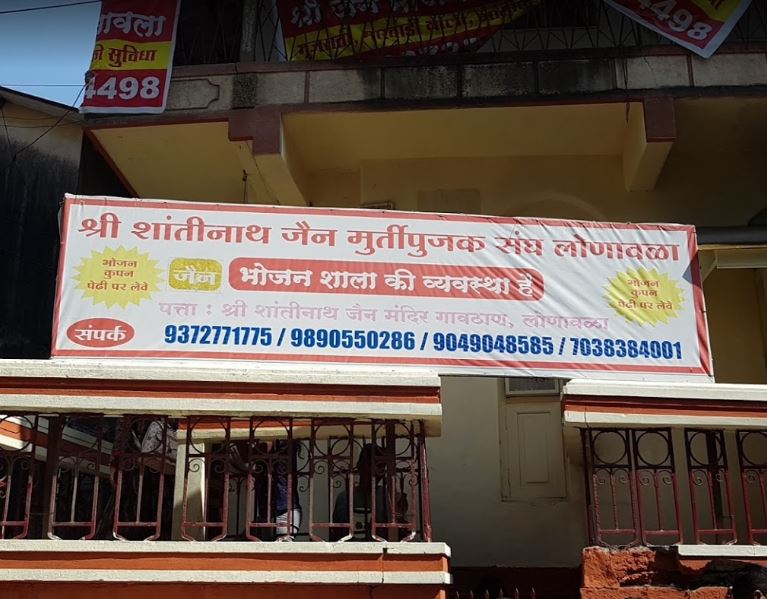 ावला
ी सुविधा
4498
4498
श्री शांतीनाथ जैन मुर्तीपुजक संघ लोणावळा
भोजन
कुपन
पेढी पर लेवे
जैन भोजन शाला की व्यवस्था है
भोजन
कुपन
पेढी पर लेवे
पत्ता : श्री शांतीनाथ जैन मंदिर गावठाण, लोणावळा
संपर्क 9372771775 / 9890550286 / 9049048585 / 7038384001